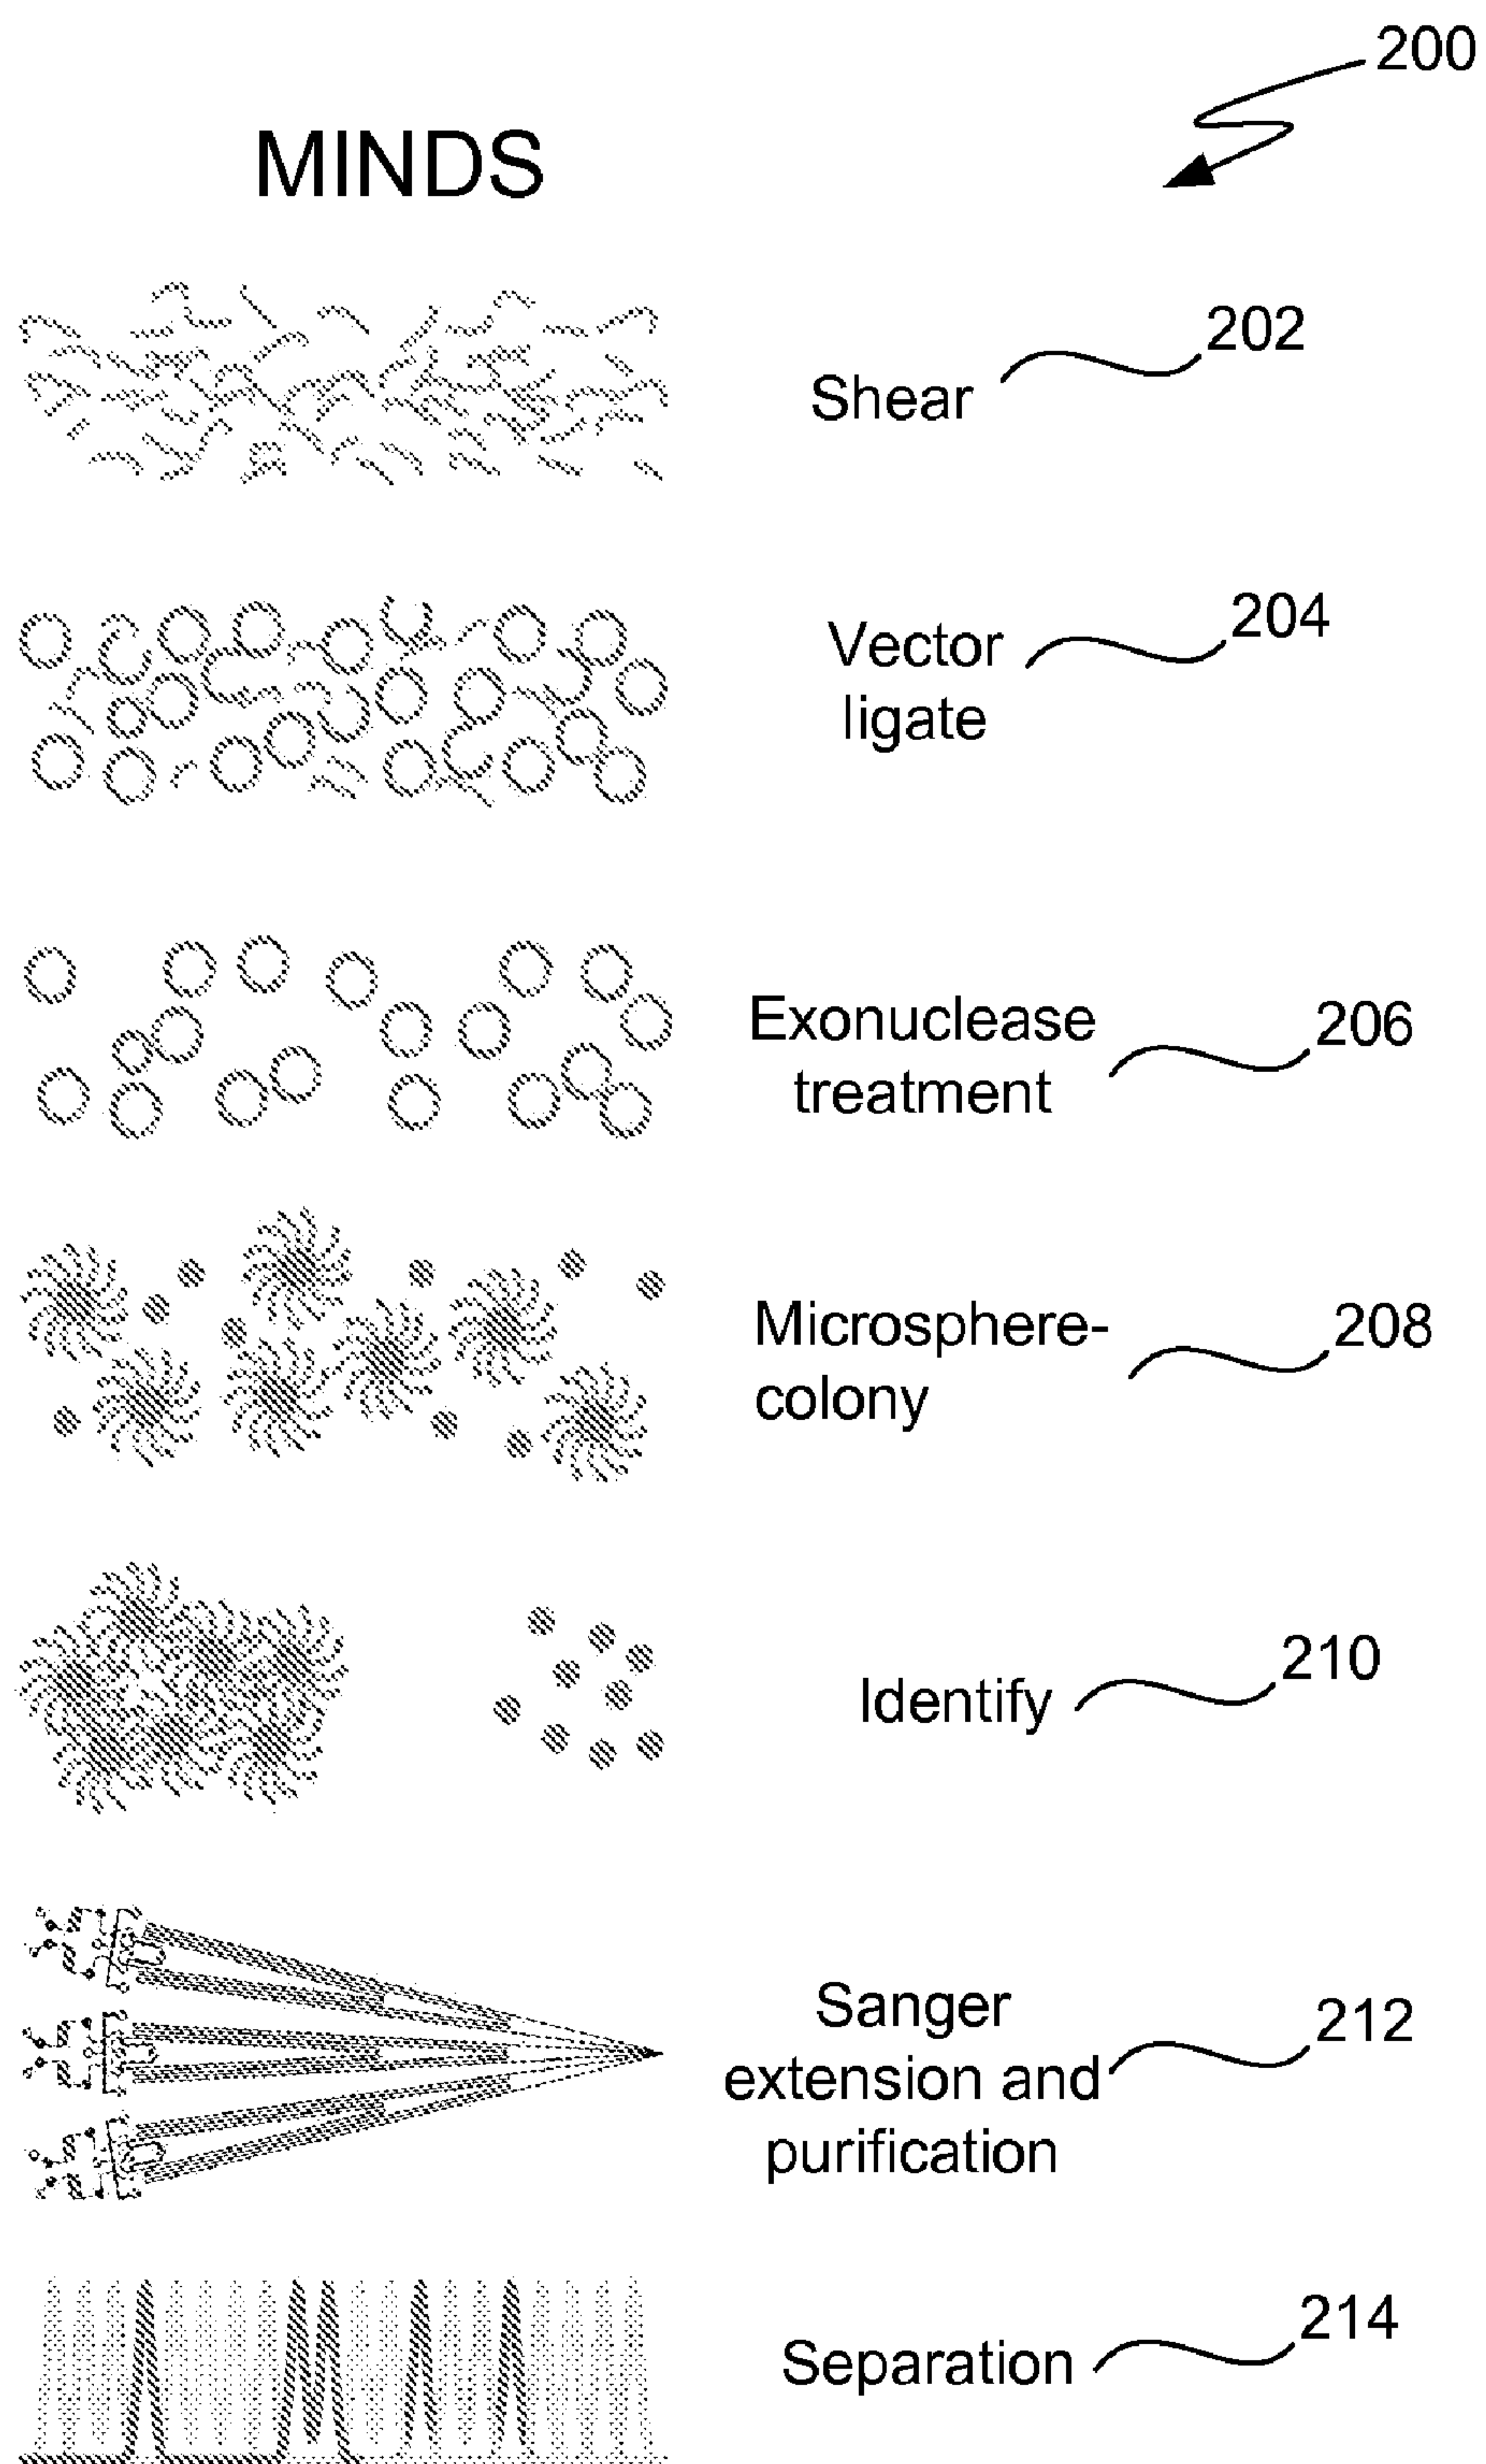 200
MINDS
202
Shear
204
Vector
ligate
206
Exonuclease
treatment
208
Microsphere-
colony
210
Identify
212
Sanger
extension and
purification
214
Separation